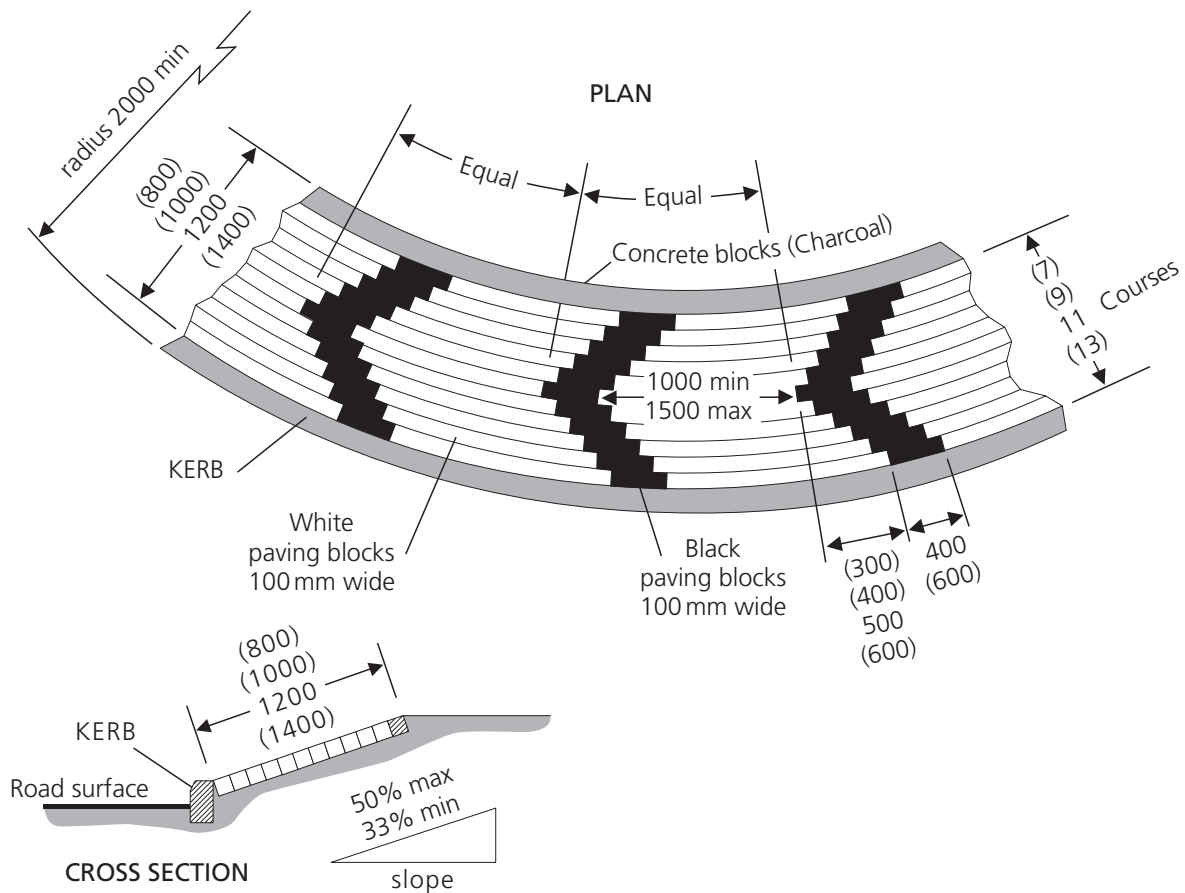 PLAN
radius 2000 min
(800)
(1000)
1200
(1400)
Equal
Equal
Concrete blocks (Charcoal)
(7)
(9)
11
(13)
Courses
1000 min
1500 max
KERB
White
paving blocks
100 mm wide
Black
paving blocks
100 mm wide
(300)
(400)
500
(600)
400
(600)
(800)
(1000)
1200
(1400)
KERB
Road surface
50% max
33% min
slope
CROSS SECTION